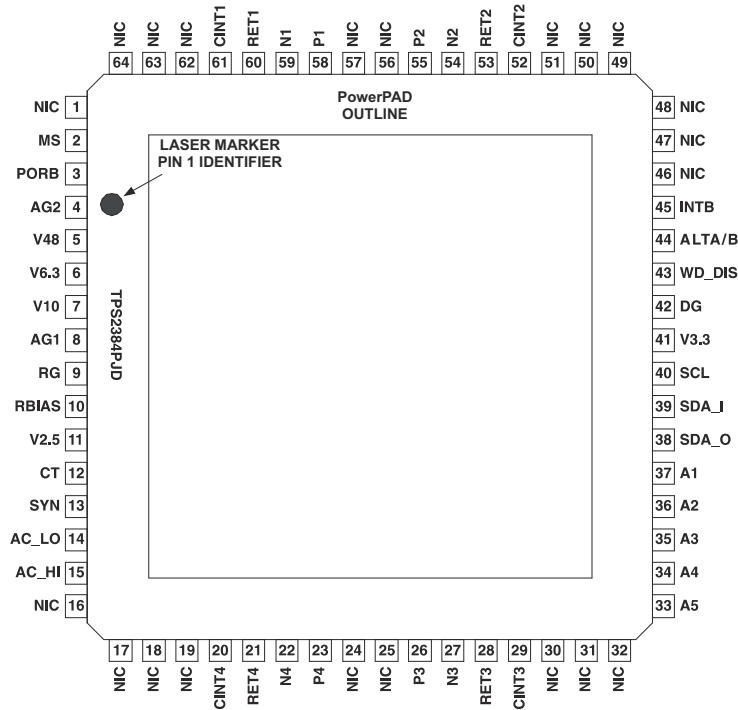 NIC NIC NIC CINT1 RET1 N1 P1 NIC NIC P2 N2 RET2 CINT2 NIC NIC NIC
64 63 62 61 60 59 58 57 56 55 54 53 52 51 50 49
PowerPAD
OUTLINE
LASER MARKER
PIN 1 IDENTIFIER
NIC 1
MS 2
PORB 3
AG2 4
V48 5
V6.3 6
V10 7
AG1 8
RG 9
RBIAS 10
V2.5 11
CT 12
SYN 13
AC_LO 14
AC_HI 15
NIC 16
TPS2384PJD
48 NIC
47 NIC
46 NIC
45 INTB
44 ALTA/B
43 WD_DIS
42 DG
41 V3.3
40 SCL
39 SDA_I
38 SDA_O
37 A1
36 A2
35 A3
34 A4
33 A5
17 18 19 20 21 22 23 24 25 26 27 28 29 30 31 32
NIC NIC NIC CINT4 RET4 N4 P4 NIC NIC P3 N3 RET3 CINT3 NIC NIC NIC